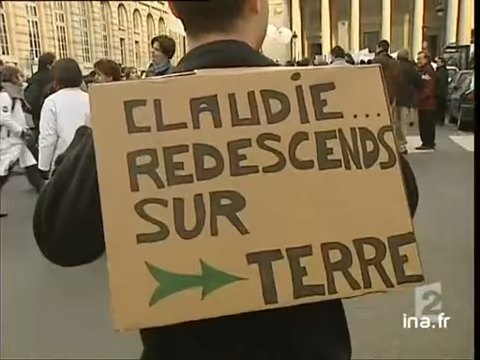 CLAUDIE...
REDESCENDS
SUR
TERRE
2
ina.fr